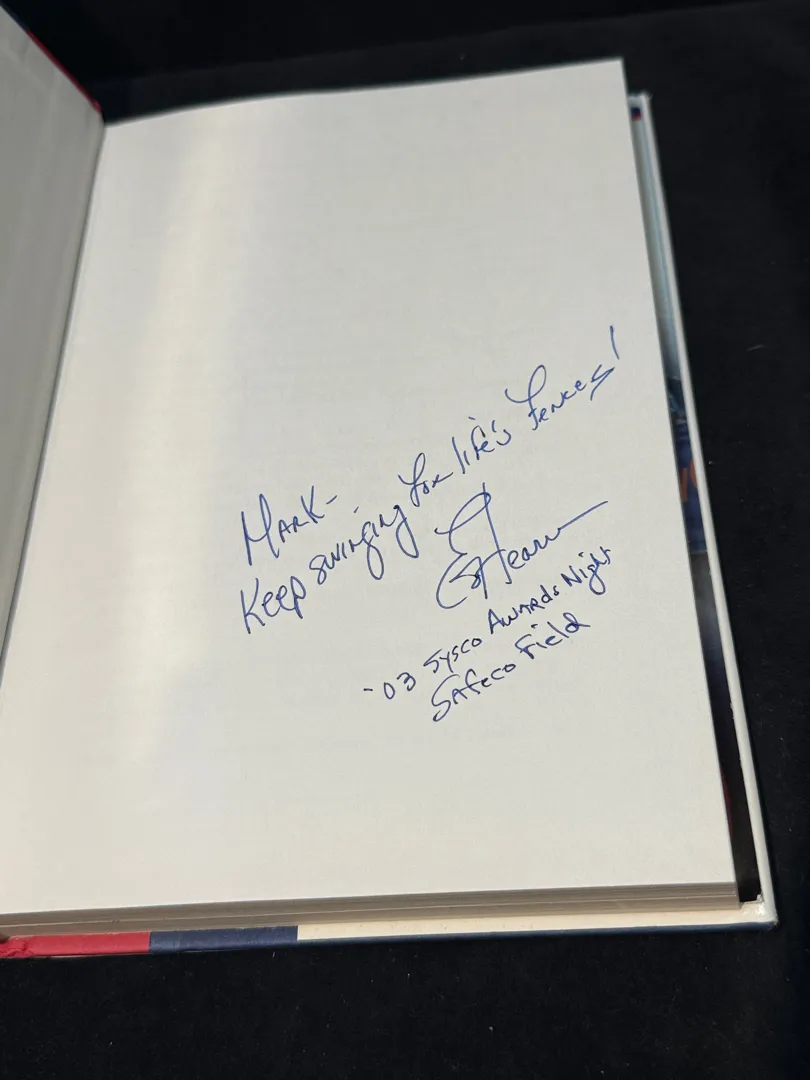 Mark-
Keep swinging for life's Fences!
'03 Sysco Awards Night
Safeco Field